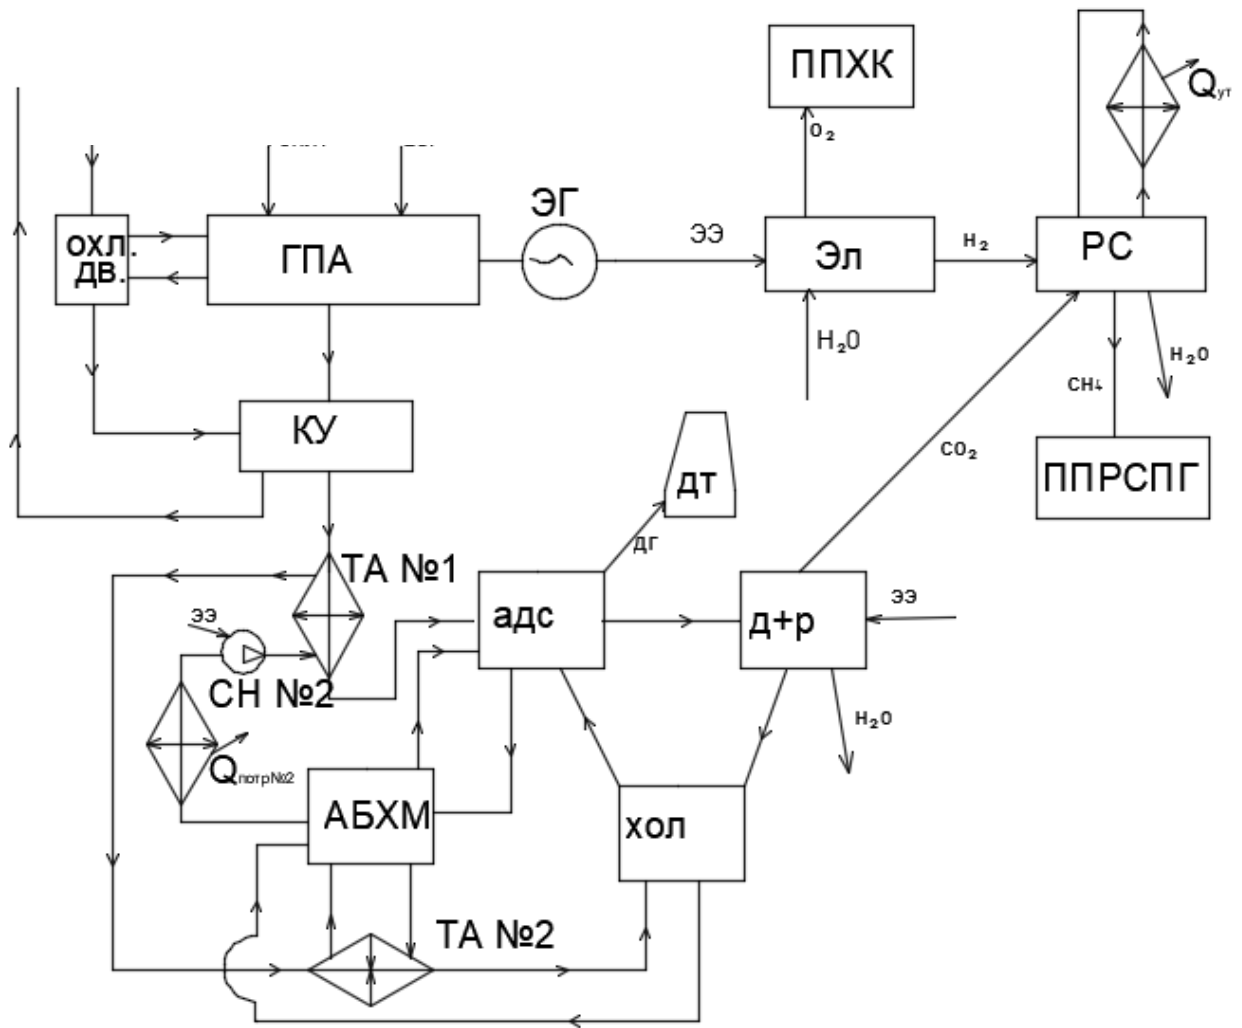 ППХК
Qут
O₂
ЭГ
ЭЭ
ОХЛ.
ДВ.
ГПА
Эл
H₂
РС
H₂0
H₂O
CH₄
КУ
CO₂
ППРСПГ
дт
дг
ТА №1
ээ
адс
д+р
ээ
СН №2
H₂O
Qпотр№2
АБХМ
хол
ТА №2